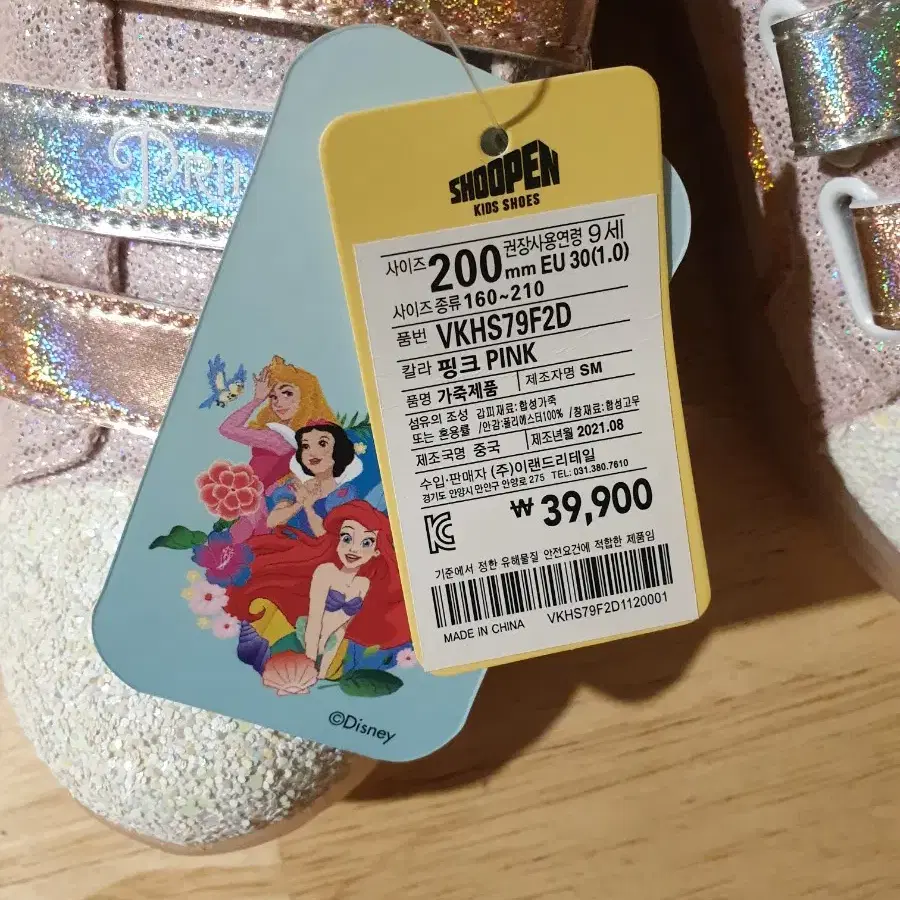 PRIN
SHOOPEN
KIDS SHOES
사이즈 200mm EU 30(1.0) 권장사용연령 9세
사이즈종류 160~210
품번 VKHS79F2D
칼라 핑크 PINK
품명 가죽제품 제조자명 SM
섬유의 조성 또는 혼용률 겉피재료:합성가죽 /안감:폴리에스터100% /창재료:합성고무
제조국명 중국 제조년월 2021.08
수입·판매자 (주)이랜드리테일
경기도 안양시 만안구 안양로 275 TEL: 031.380.7610
₩39,900
기준에서 정한 유해물질 안전요건에 적합한 제품임
MADE IN CHINA VKHS79F2D1120001
©Disney